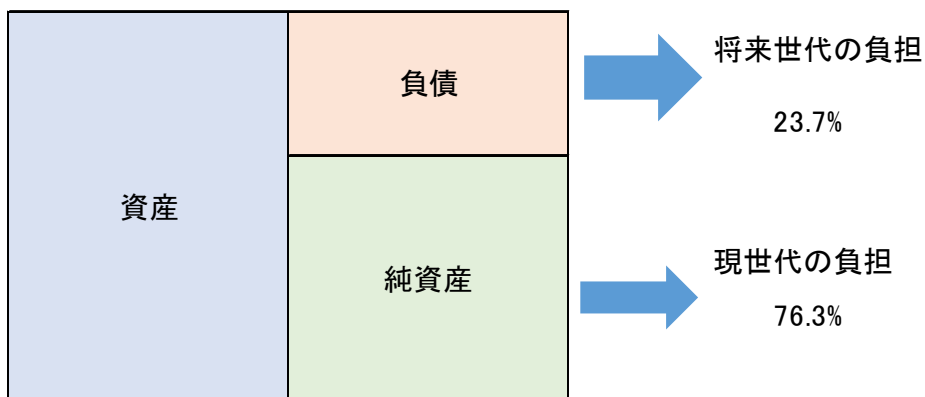 資産
負債
純資産
将来世代の負担
23.7%
現世代の負担
76.3%